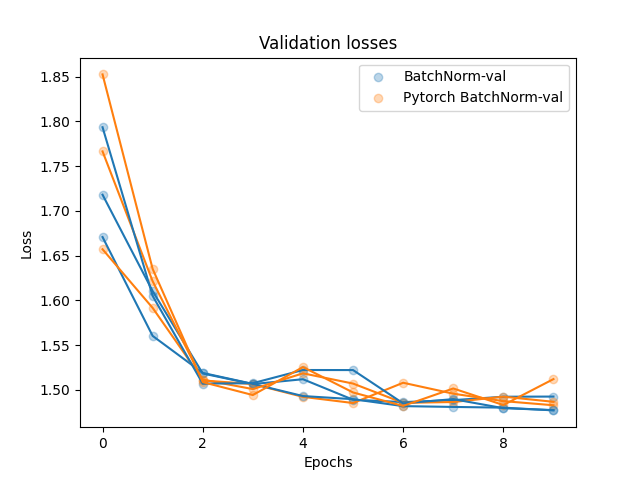 Validation losses
BatchNorm-val
Pytorch BatchNorm-val
Loss
1.85
1.80
1.75
1.70
1.65
1.60
1.55
1.50
0 2 4 6 8
Epochs